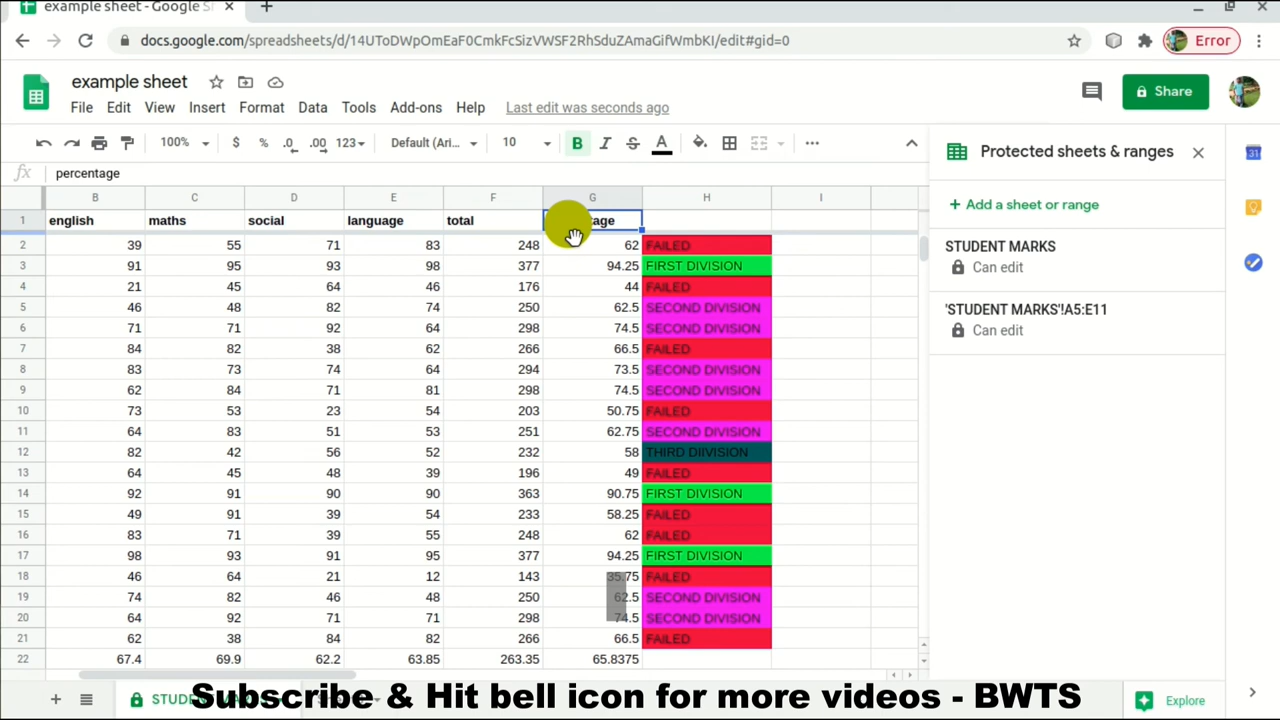 example sheet - Google S
docs.google.com/spreadsheets/d/14UToDWpOmEaF0CmkFcSizVWSF2RhSduZAmaGifWmbKI/edit#gid=0
Error
example sheet
File Edit View Insert Format Data Tools Add-ons Help Last edit was seconds ago
Share
100% $ % .0 .00 123 Default (Ari... 10 B I S A
fx percentage
B C D E F G H I
1 english maths social language total
2 39 55 71 83 248 62 FAILED
3 91 95 93 98 377 94.25 FIRST DIVISION
4 21 45 64 46 176 44 FAILED
5 46 48 82 74 250 62.5 SECOND DIVISION
6 71 71 92 64 298 74.5 SECOND DIVISION
7 84 82 38 62 266 66.5 FAILED
8 83 73 74 64 294 73.5 SECOND DIVISION
9 62 84 71 81 298 74.5 SECOND DIVISION
10 73 53 23 54 203 50.75 FAILED
11 64 83 51 53 251 62.75 SECOND DIVISION
12 82 42 56 52 232 58 THIRD DIIVISION
13 64 45 48 39 196 49 FAILED
14 92 91 90 90 363 90.75 FIRST DIVISION
15 49 91 39 54 233 58.25 FAILED
16 83 71 39 55 248 62 FAILED
17 98 93 91 95 377 94.25 FIRST DIVISION
18 46 64 21 12 143 35.75 FAILED
19 74 82 46 48 250 62.5 SECOND DIVISION
20 64 92 71 71 298 74.5 SECOND DIVISION
21 62 38 84 82 266 66.5 FAILED
22 67.4 69.9 62.2 63.85 263.35 65.8375
Protected sheets & ranges
+ Add a sheet or range
STUDENT MARKS
Can edit
'STUDENT MARKS'!A5:E11
Can edit
31
Subscribe & Hit bell icon for more videos - BWTS
Explore